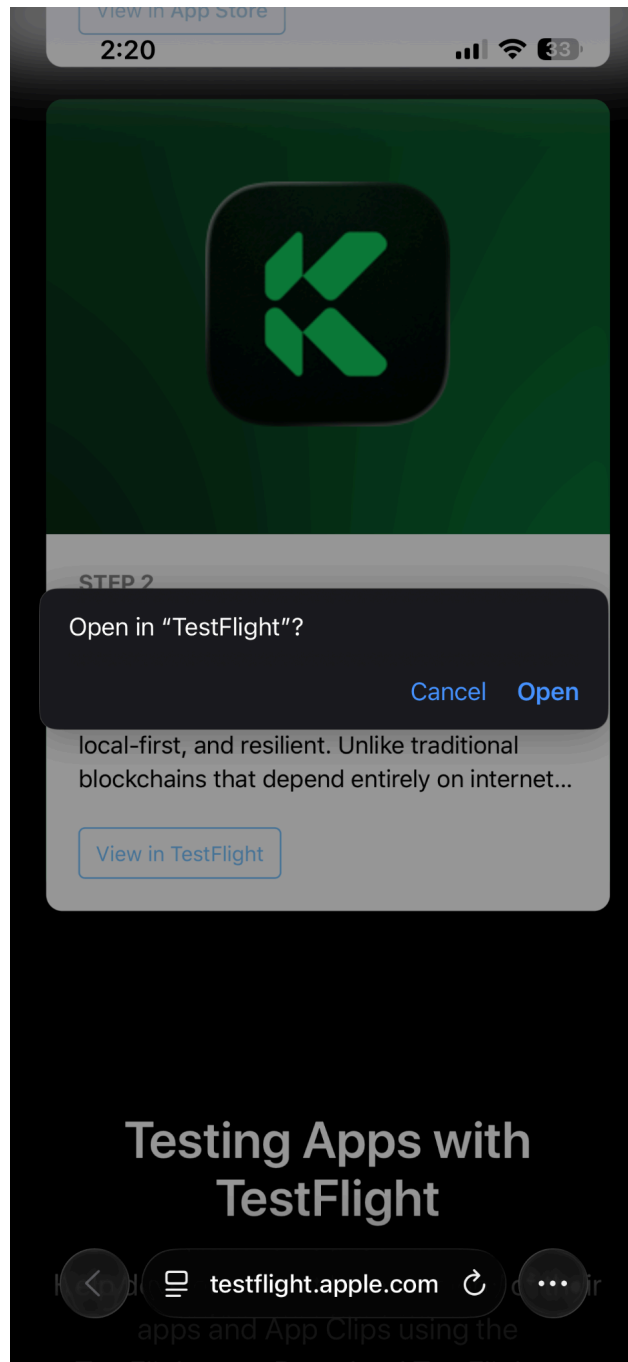 View in App Store
2:20
33
STEP 2
Open in “TestFlight”?
Cancel Open
local-first, and resilient. Unlike traditional
blockchains that depend entirely on internet...
View in TestFlight
Testing Apps with
TestFlight
testflight.apple.com
apps and App Clips using the